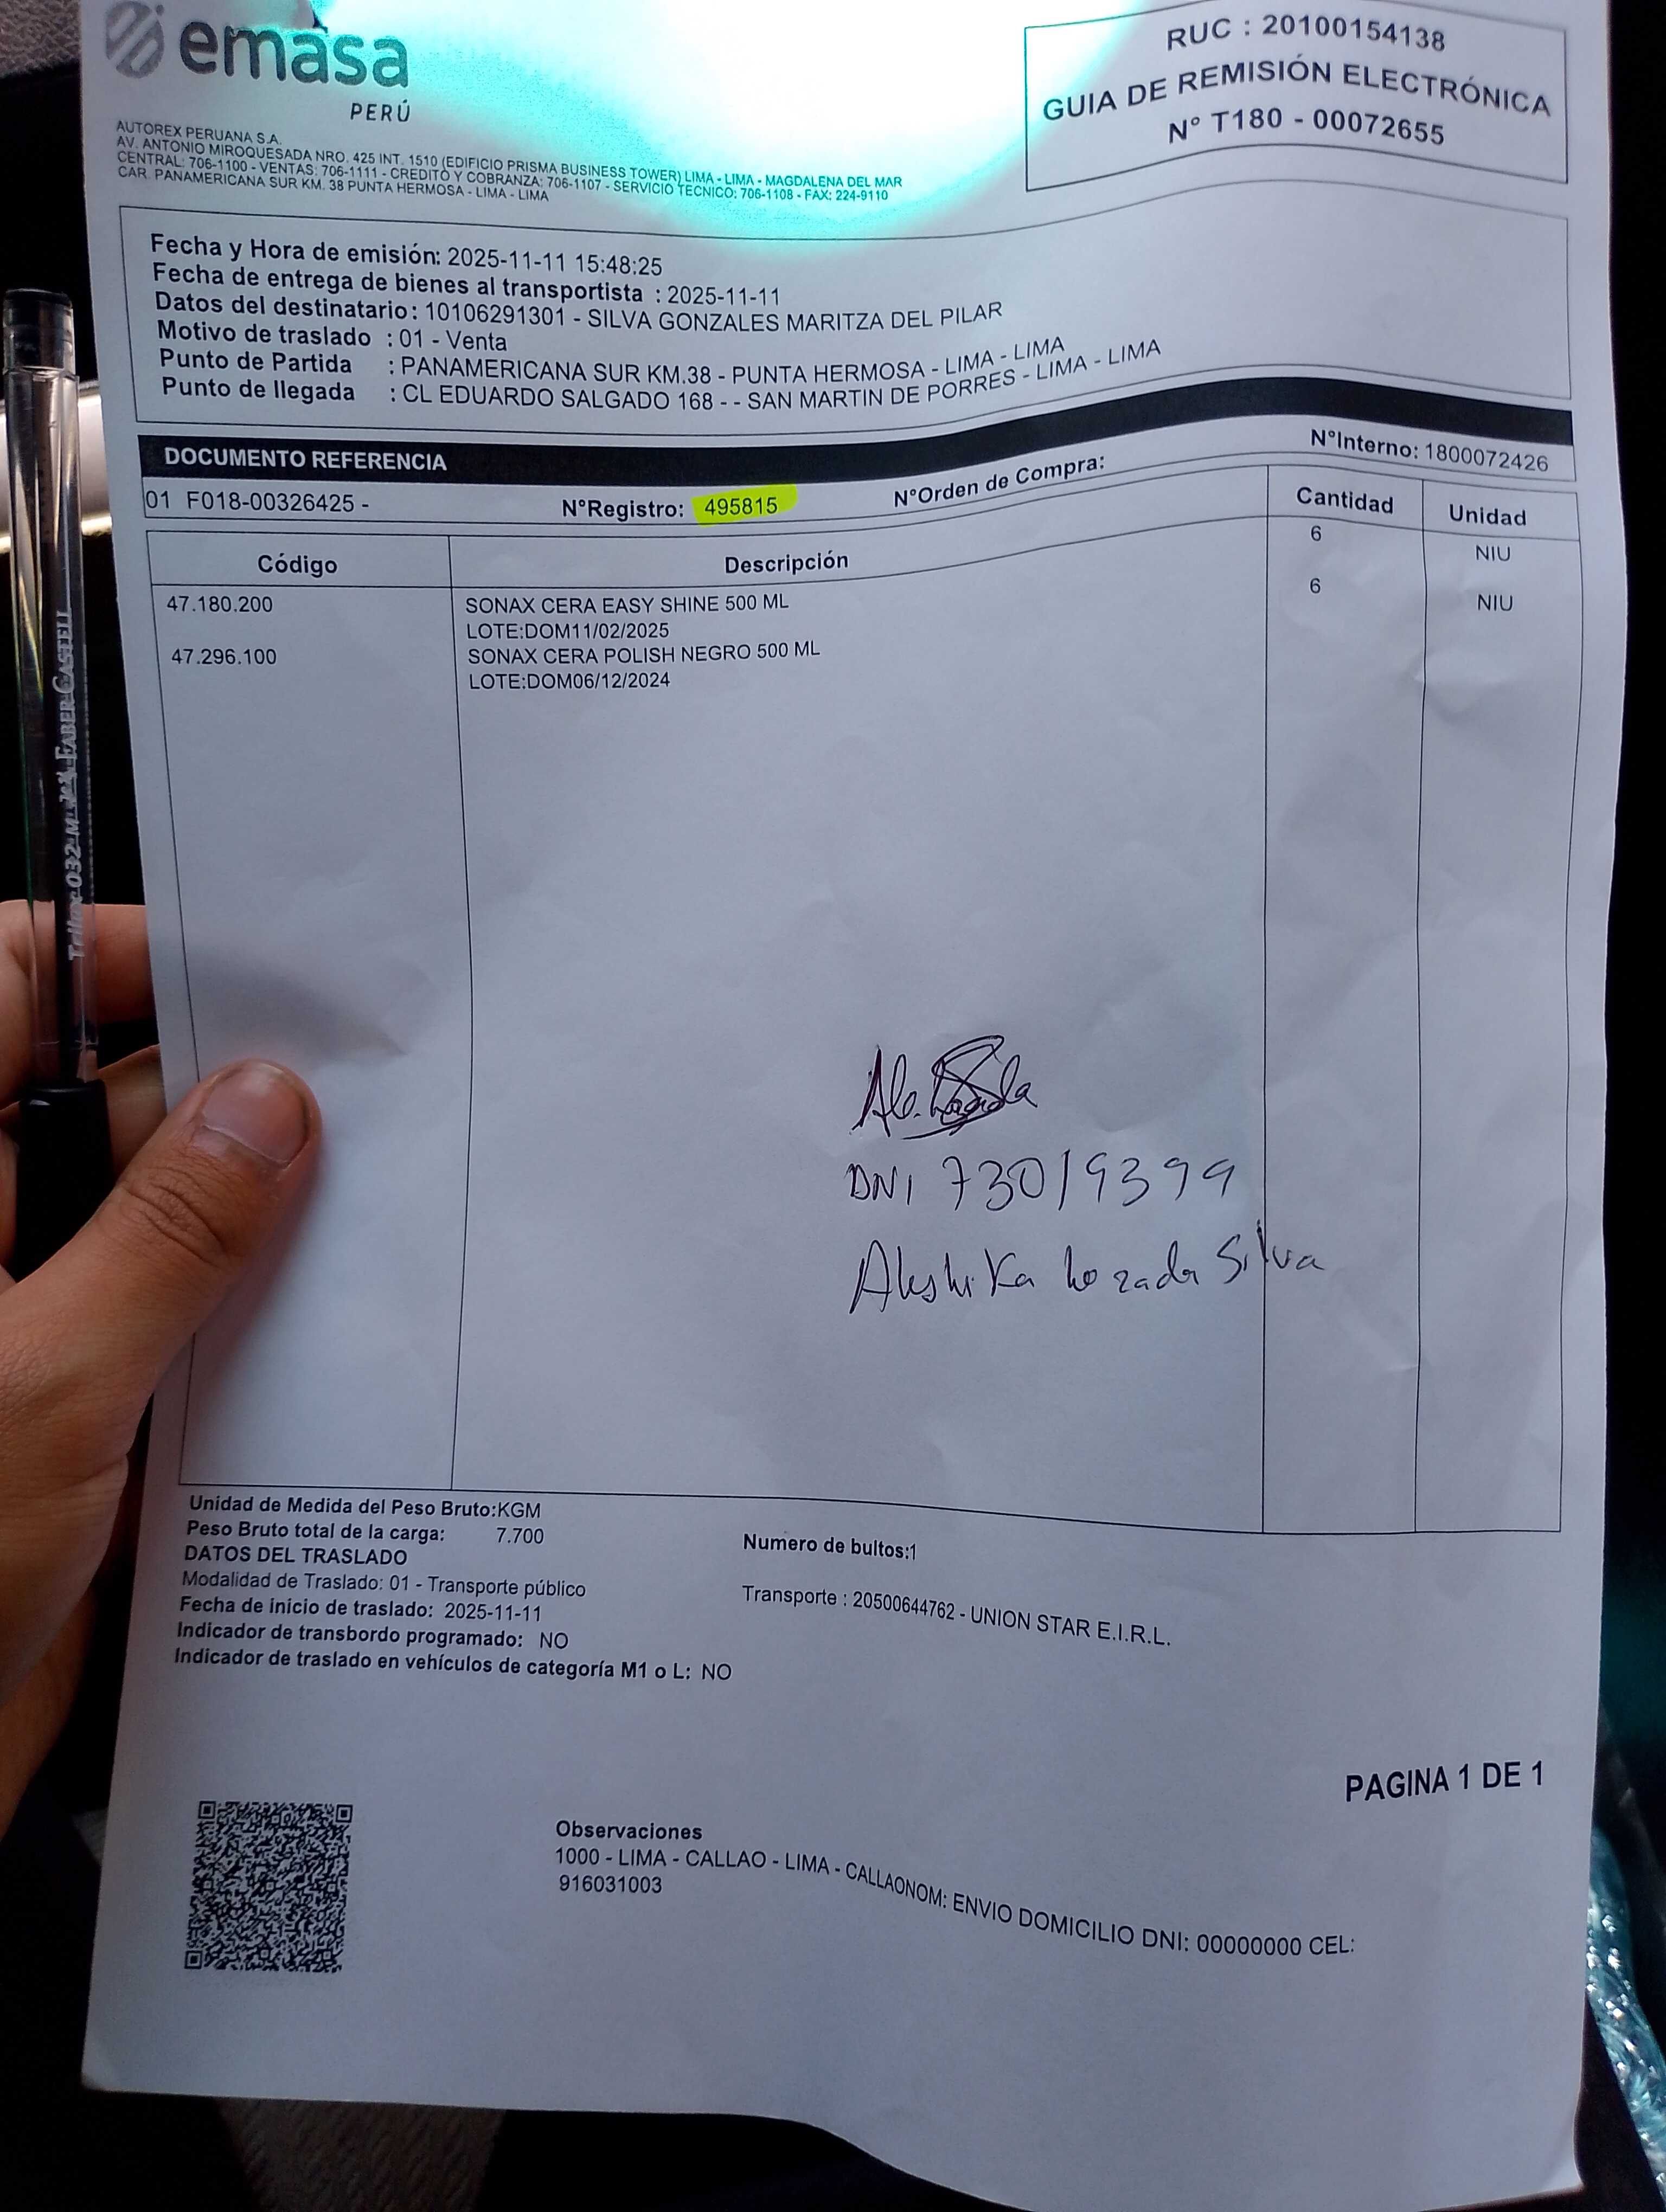 emasa
PERÚ
AUTOREX PERUANA S.A.
AV. ANTONIO MIROQUESADA NRO. 425 INT. 1510 (EDIFICIO PRISMA BUSINESS TOWER) LIMA - LIMA - MAGDALENA DEL MAR
CENTRAL: 706-1100 - VENTAS: 706-1111 - CREDITO Y COBRANZA: 706-1107 - SERVICIO TECNICO: 706-1108 - FAX: 224-9110
CAR. PANAMERICANA SUR KM. 38 PUNTA HERMOSA - LIMA - LIMA
RUC : 20100154138
GUIA DE REMISIÓN ELECTRÓNICA
Nº T180 - 00072655
Fecha y Hora de emisión: 2025-11-11 15:48:25
Fecha de entrega de bienes al transportista : 2025-11-11
Datos del destinatario: 10106291301 - SILVA GONZALES MARITZA DEL PILAR
Motivo de traslado : 01 - Venta
Punto de Partida : PANAMERICANA SUR KM.38 - PUNTA HERMOSA - LIMA - LIMA
Punto de llegada : CL EDUARDO SALGADO 168 - - SAN MARTIN DE PORRES - LIMA - LIMA
DOCUMENTO REFERENCIA
01 F018-00326425 - N°Registro: 495815 N°Orden de Compra: N°Interno: 1800072426
Código Descripción Cantidad Unidad
47.180.200 SONAX CERA EASY SHINE 500 ML 6 NIU
LOTE:DOM11/02/2025
47.296.100 SONAX CERA POLISH NEGRO 500 ML 6 NIU
LOTE:DOM06/12/2024
DNI 73019399
Aleshi Ka Lozada Silva
Unidad de Medida del Peso Bruto:KGM
Peso Bruto total de la carga: 7.700 Numero de bultos:1
DATOS DEL TRASLADO
Modalidad de Traslado: 01 - Transporte público Transporte : 20500644762 - UNION STAR E.I.R.L.
Fecha de inicio de traslado: 2025-11-11
Indicador de transbordo programado: NO
Indicador de traslado en vehículos de categoría M1 o L: NO
PAGINA 1 DE 1
Observaciones
1000 - LIMA - CALLAO - LIMA - CALLAONOM: ENVIO DOMICILIO DNI: 00000000 CEL:
916031003
Trilux 032 M FABER-CASTELL